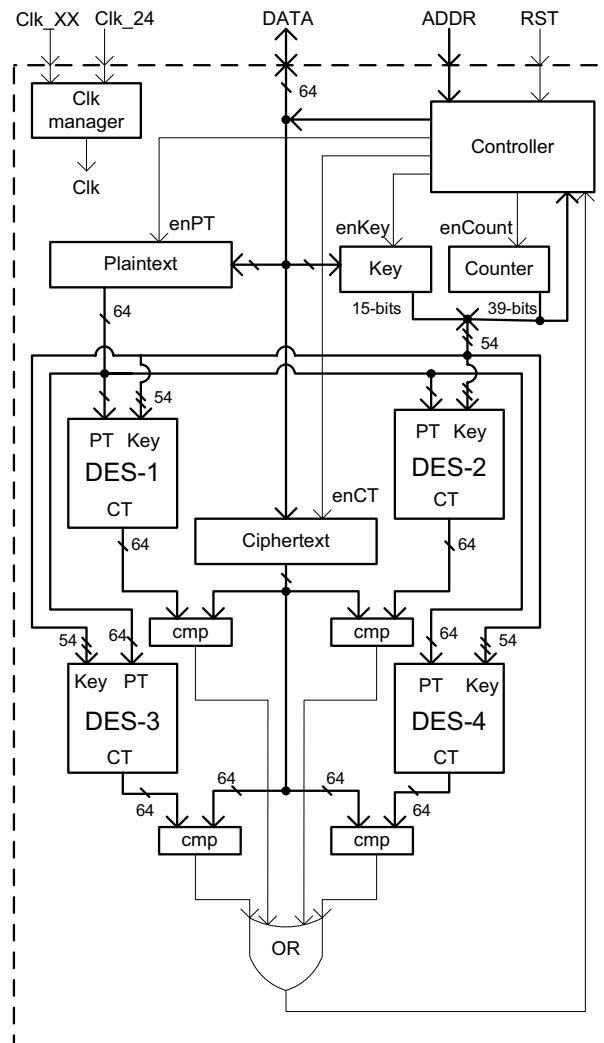 Clk_XX Clk_24 DATA ADDR RST
64
Clk
manager
Controller
Clk
enPT enKey enCount
Plaintext Key Counter
64 15-bits 39-bits
54
54
PT Key PT Key
DES-1 DES-2
CT CT
enCT
Ciphertext
64 64
cmp cmp
54 64 64 54
Key PT PT Key
DES-3 DES-4
CT CT
64 64 64 64
cmp cmp
OR